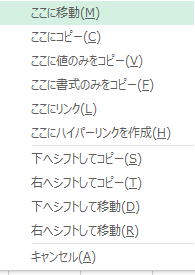 ここに移動(M)
ここにコピー(C)
ここに値のみをコピー(V)
ここに書式のみをコピー(F)
ここにリンク(L)
ここにハイパーリンクを作成(H)
下へシフトしてコピー(S)
右へシフトしてコピー(T)
下へシフトして移動(D)
右へシフトして移動(R)
キャンセル(A)